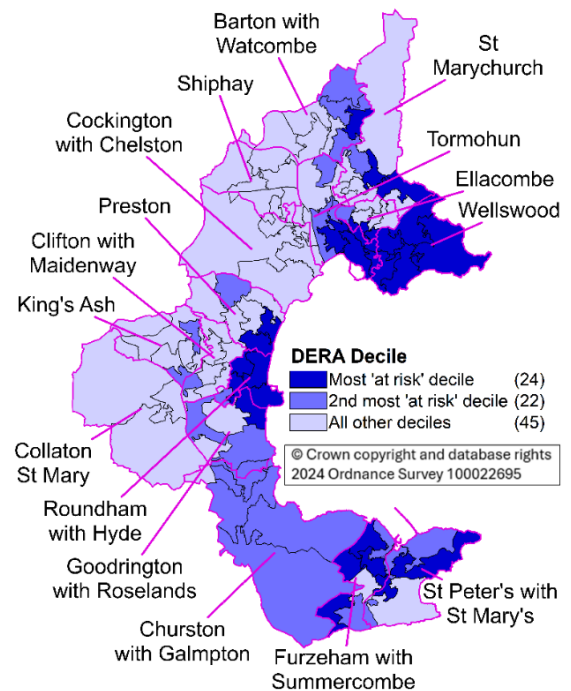 Barton with
Watcombe
St
Marychurch
Shiphay
Cockington
with Chelston
Tormohun
Ellacombe
Wellswood
Preston
Clifton with
Maidenway
King's Ash
DERA Decile
Most 'at risk' decile (24)
2nd most 'at risk' decile (22)
All other deciles (45)
© Crown copyright and database rights
2024 Ordnance Survey 100022695
Collaton
St Mary
Roundham
with Hyde
Goodrington
with Roselands
Churston
with Galmpton
Furzeham with
Summercombe
St Peter's with
St Mary's